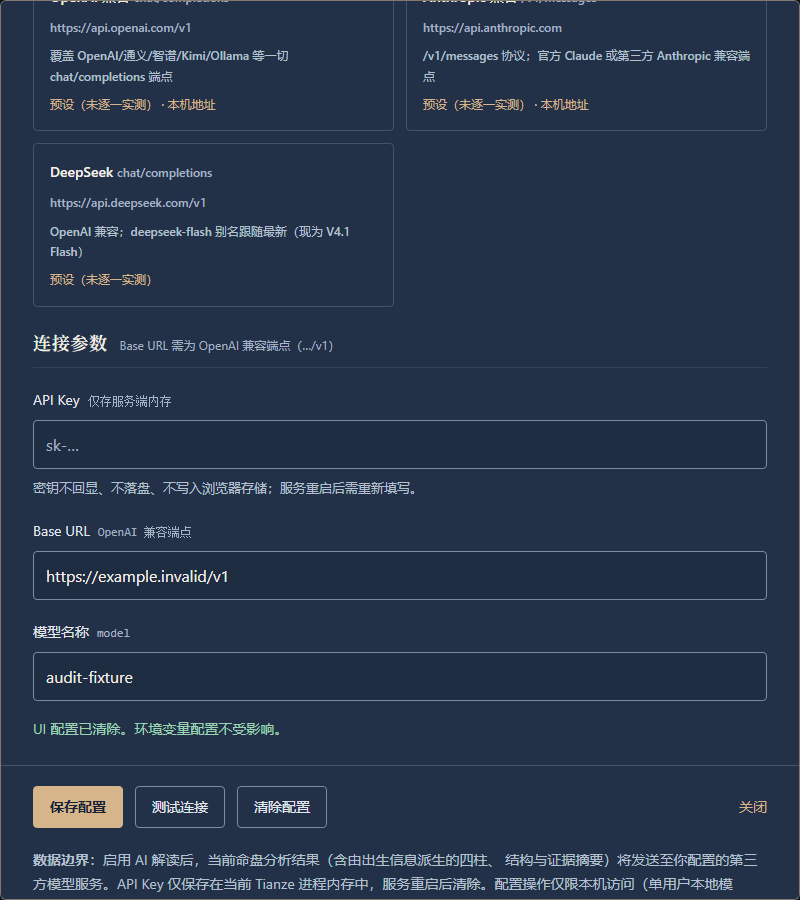 https://api.openai.com/v1
覆盖 OpenAI/通义/智谱/Kimi/Ollama 等一切
chat/completions 端点
预设（未逐一实测） · 本机地址
https://api.anthropic.com
/v1/messages 协议；官方 Claude 或第三方 Anthropic 兼容端
点
预设（未逐一实测） · 本机地址
DeepSeek chat/completions
https://api.deepseek.com/v1
OpenAI 兼容；deepseek-flash 别名跟随最新（现为 V4.1
Flash）
预设（未逐一实测）
连接参数 Base URL 需为 OpenAI 兼容端点（.../v1）
API Key 仅存服务端内存
sk-...
密钥不回显、不落盘、不写入浏览器存储；服务重启后需重新填写。
Base URL OpenAI 兼容端点
https://example.invalid/v1
模型名称 model
audit-fixture
UI 配置已清除。环境变量配置不受影响。
保存配置 测试连接 清除配置 关闭
数据边界：启用 AI 解读后，当前命盘分析结果（含由出生信息派生的四柱、 结构与证据摘要）将发送至你配置的第三
方模型服务。API Key 仅保存在当前 Tianze 进程内存中，服务重启后清除。配置操作仅限本机访问（单用户本地模